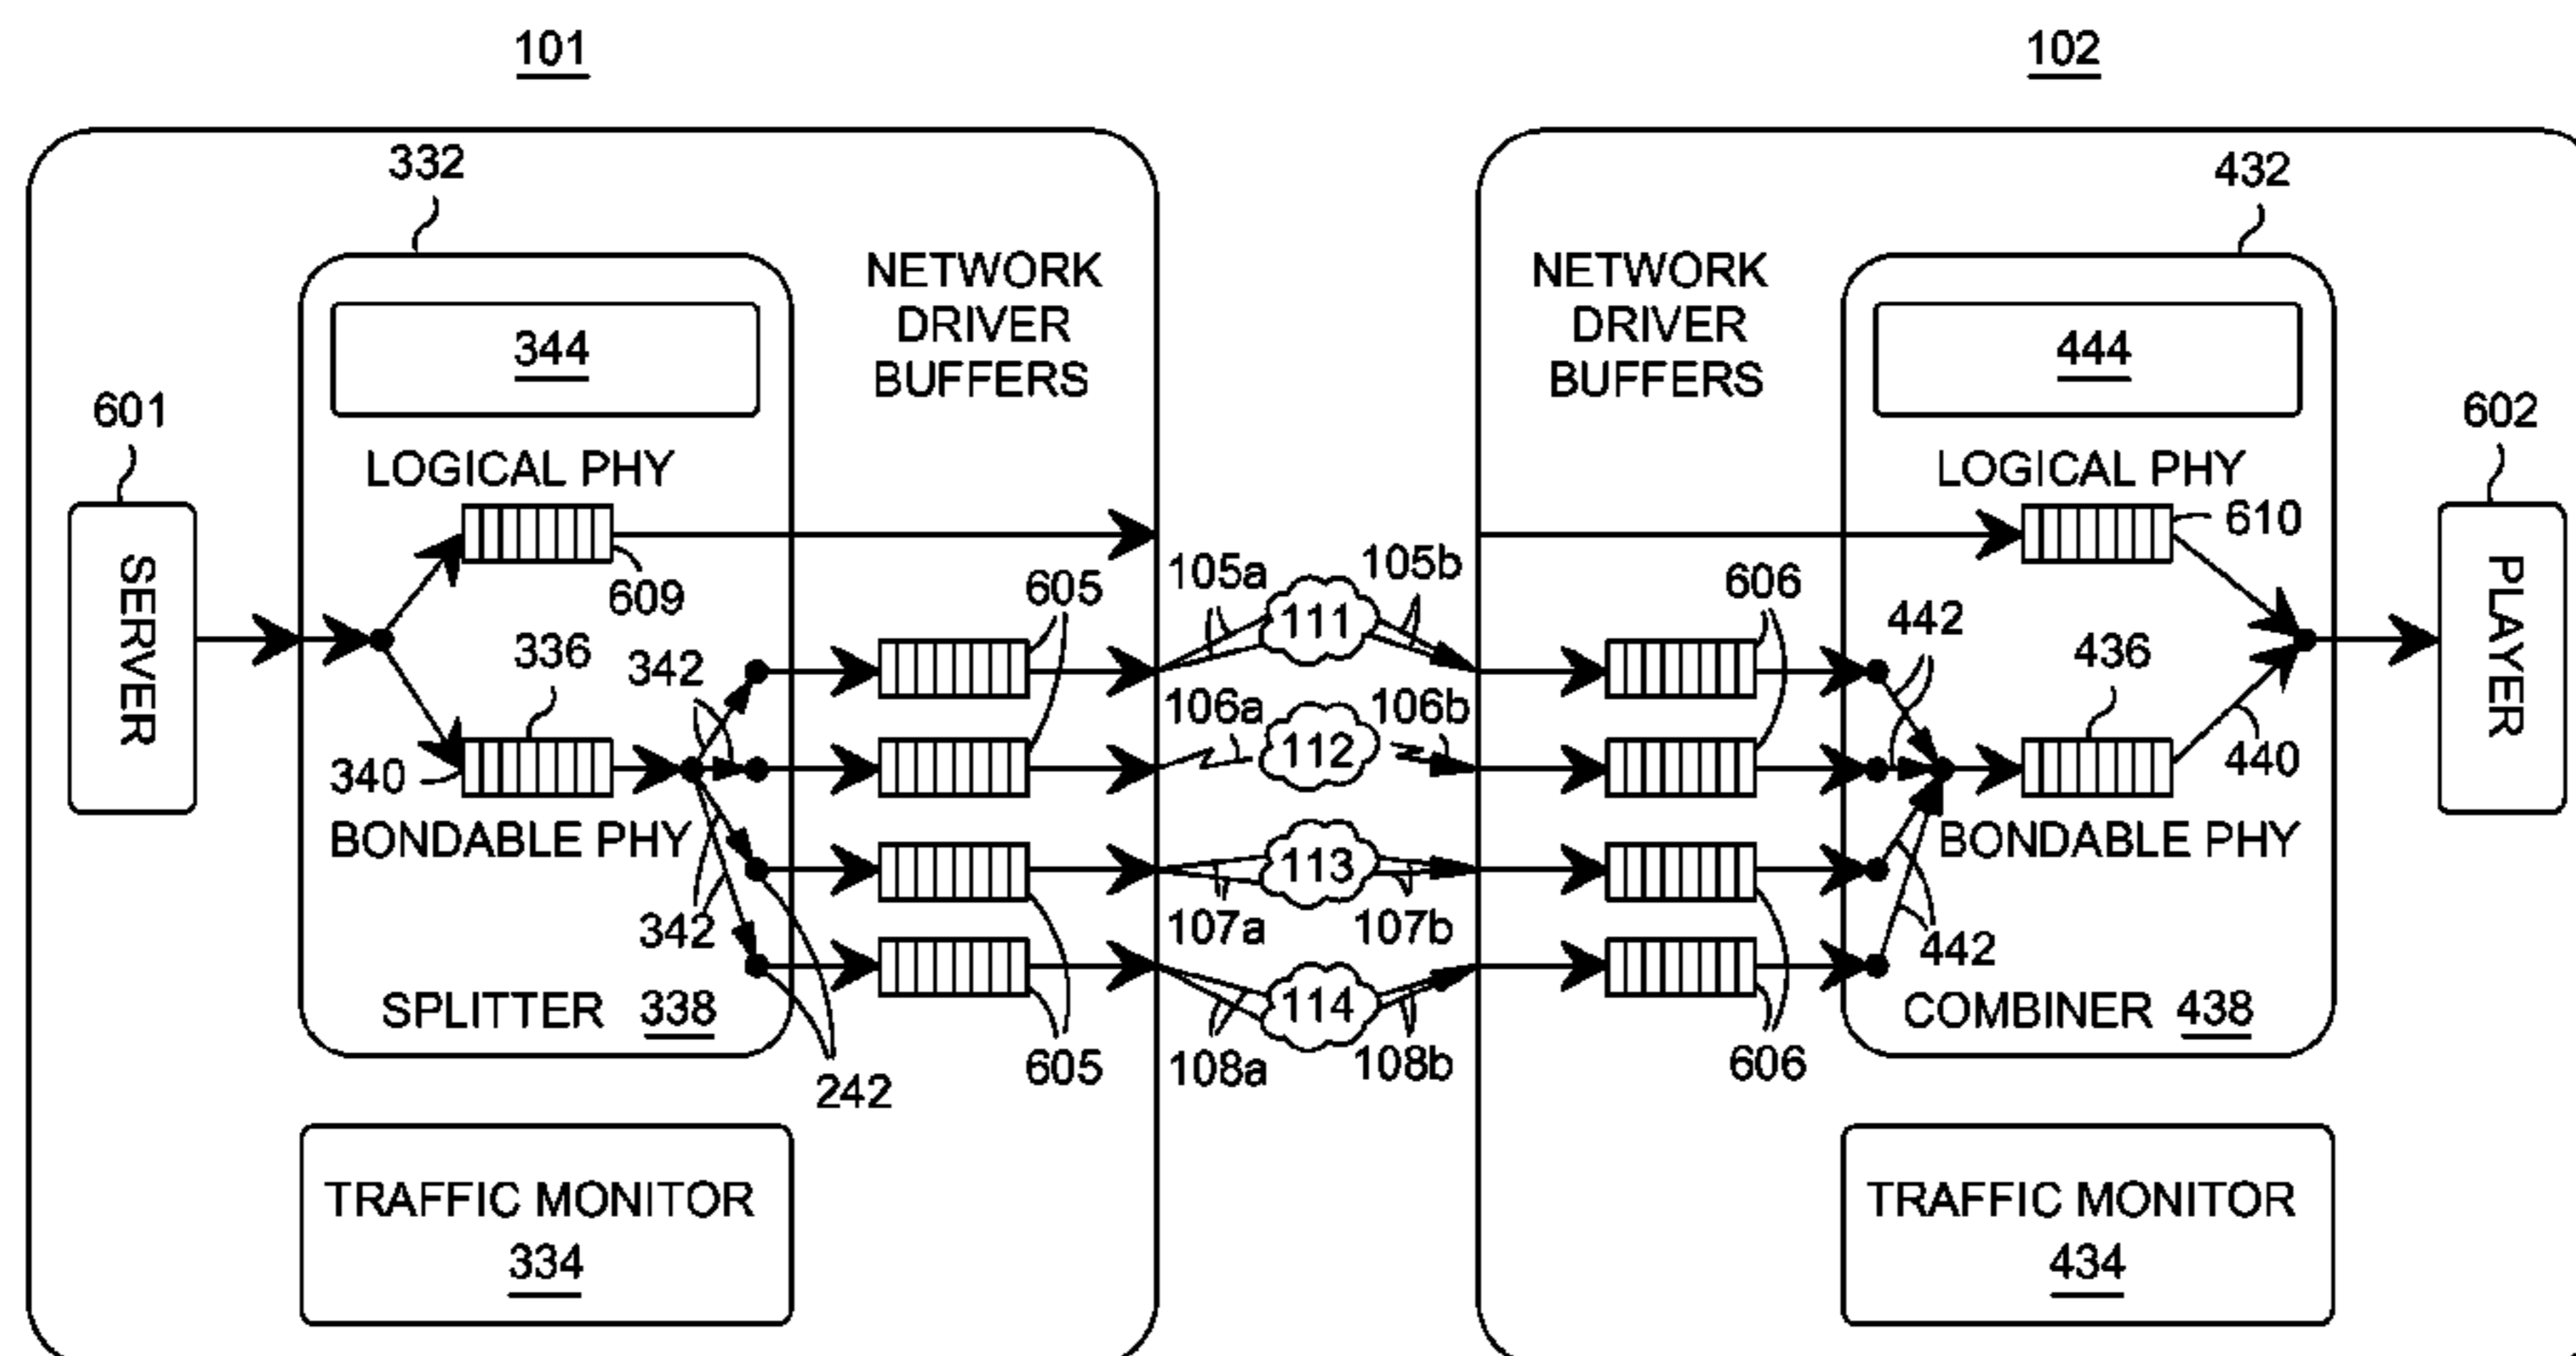 101
102
332
432
NETWORK
DRIVER
BUFFERS
NETWORK
DRIVER
BUFFERS
344
444
601
602
LOGICAL PHY
LOGICAL PHY
609
610
SERVER
PLAYER
605
105a
111
105b
606
442
336
342
436
106a
112
106b
340
440
BONDABLE PHY
BONDABLE PHY
113
342
107a
107b
442
SPLITTER 338
114
COMBINER 438
242
605
108a
108b
606
TRAFFIC MONITOR
334
TRAFFIC MONITOR
434